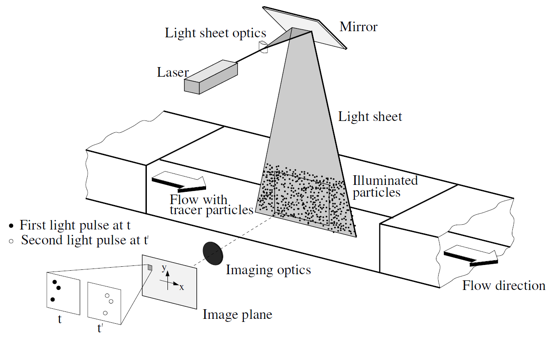 Mirror
Light sheet optics
Laser
Light sheet
Illuminated
particles
Flow with
tracer particles
First light pulse at t
Second light pulse at t'
Imaging optics
Flow direction
y
x
Image plane
t
t'